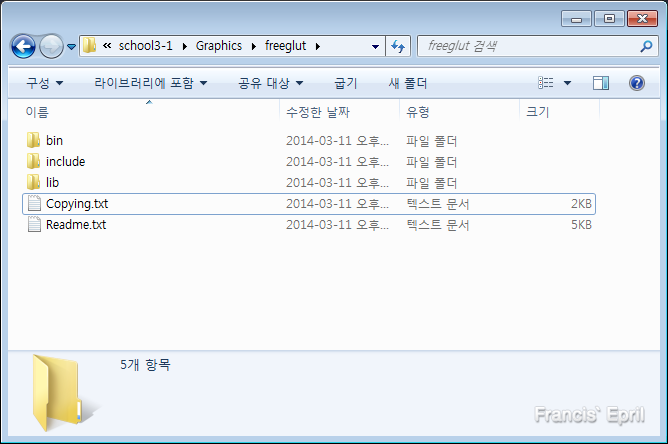 « school3-1 ▸ Graphics ▸ freeglut ▸ freeglut 검색
구성 라이브러리에 포함 공유 대상 굽기 새 폴더
이름 수정한 날짜 유형 크기
bin 2014-03-11 오후... 파일 폴더
include 2014-03-11 오후... 파일 폴더
lib 2014-03-11 오후... 파일 폴더
Copying.txt 2014-03-11 오후... 텍스트 문서 2KB
Readme.txt 2014-03-11 오후... 텍스트 문서 5KB
5개 항목
Francis` Epril